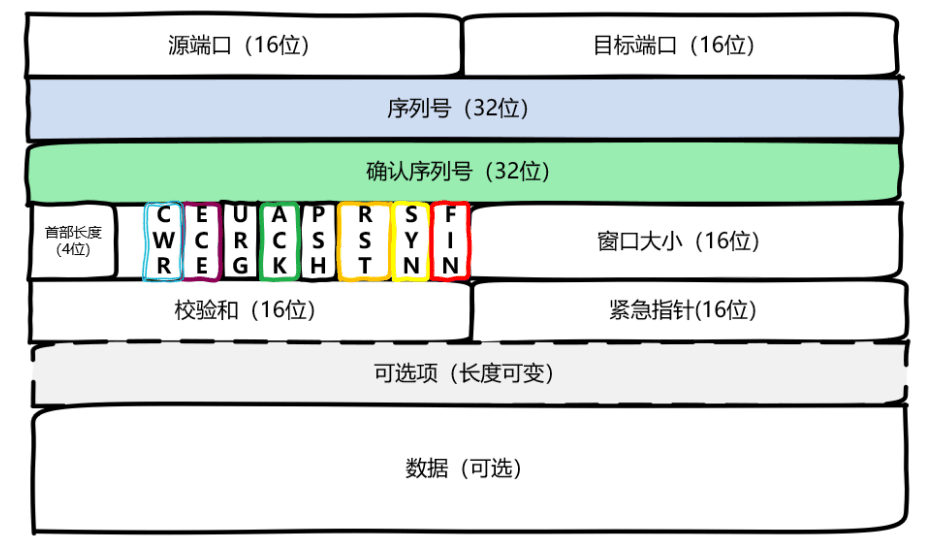 源端口（16位）
目标端口（16位）
序列号（32位）
确认序列号（32位）
首部长度
(4位)
CWR
ECE
URG
ACK
PSH
RST
SYN
FIN
窗口大小（16位）
校验和（16位）
紧急指针(16位)
可选项（长度可变）
数据（可选）